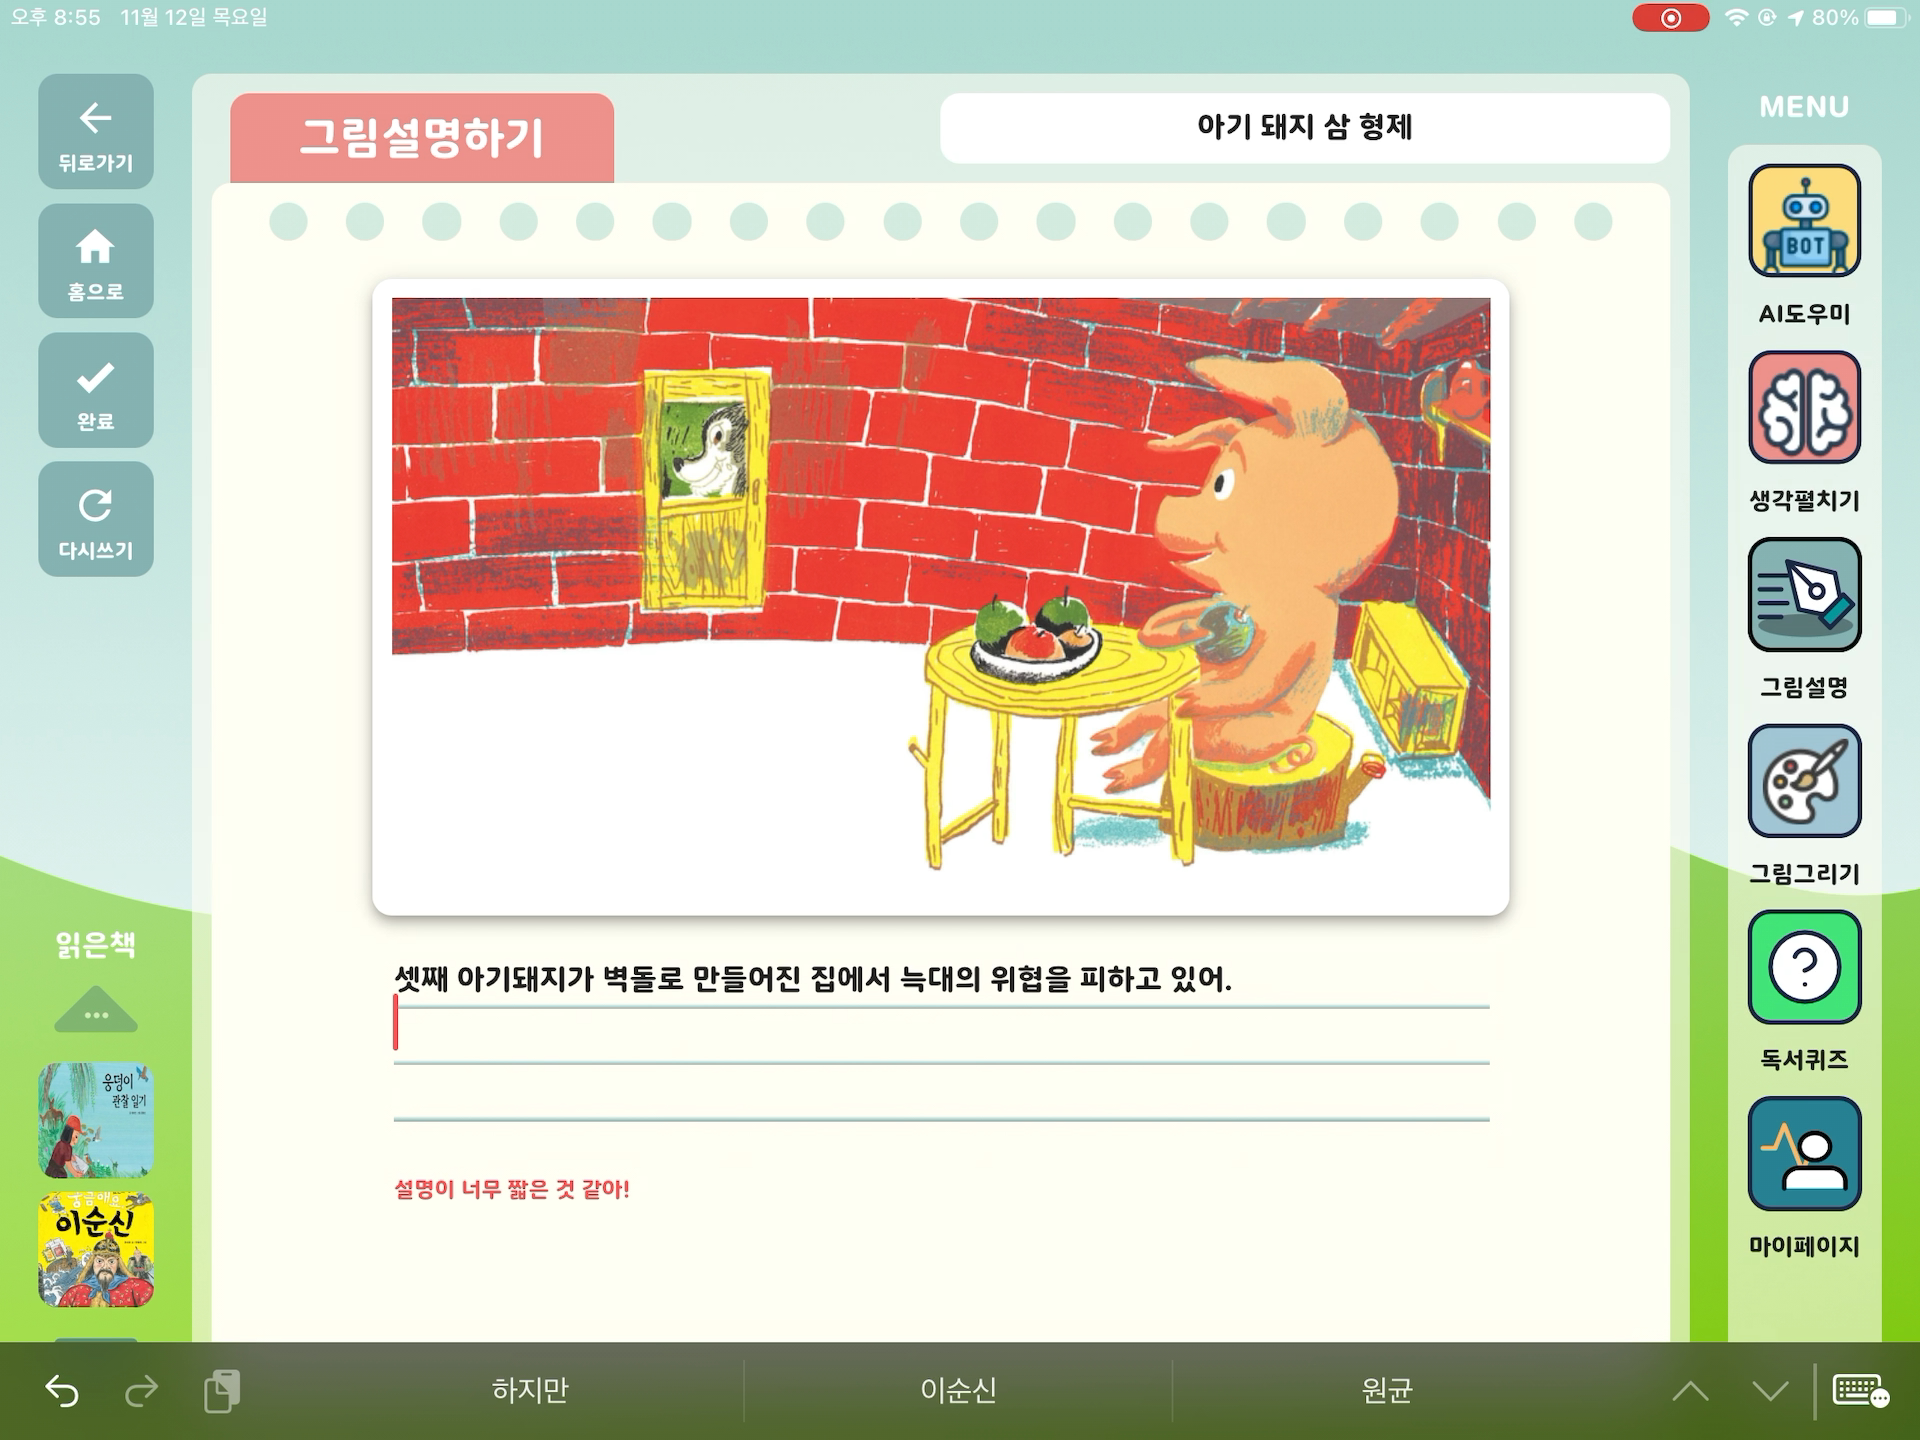 오후 8:55 11월 12일 목요일
80%
뒤로가기
홈으로
완료
다시쓰기
읽은책
웅덩이
관찰 일기
궁금해요
이순신
그림설명하기
아기 돼지 삼 형제
셋째 아기돼지가 벽돌로 만들어진 집에서 늑대의 위협을 피하고 있어.
설명이 너무 짧은 것 같아!
MENU
BOT
AI도우미
생각펼치기
그림설명
그림그리기
독서퀴즈
마이페이지
하지만
이순신
원균